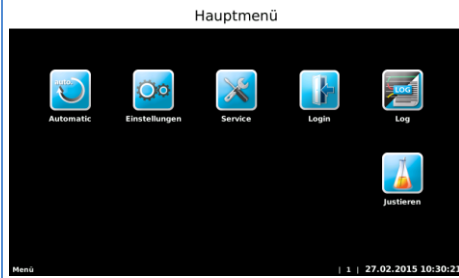 Hauptmenü
auto.
LOG
Automatic
Einstellungen
Service
Login
Log
Justieren
Menü
| 1 | 27.02.2015 10:30:21